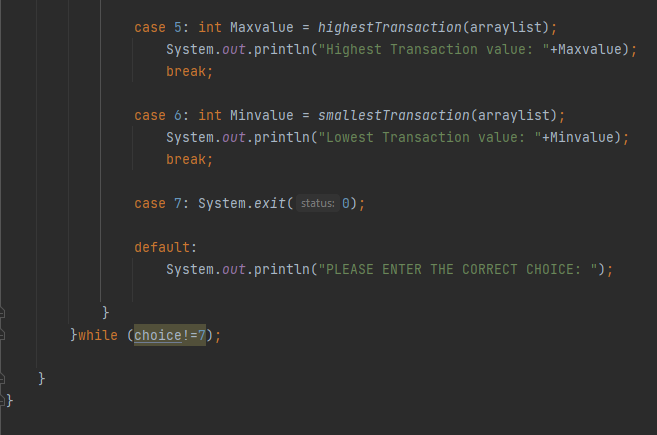 case 5: int Maxvalue = highestTransaction(arraylist);
System.out.println("Highest Transaction value: "+Maxvalue);
break;
case 6: int Minvalue = smallestTransaction(arraylist);
System.out.println("Lowest Transaction value: "+Minvalue);
break;
case 7: System.exit( status: 0);
default:
System.out.println("PLEASE ENTER THE CORRECT CHOICE: ");
}
}while (choice!=7);
}
}